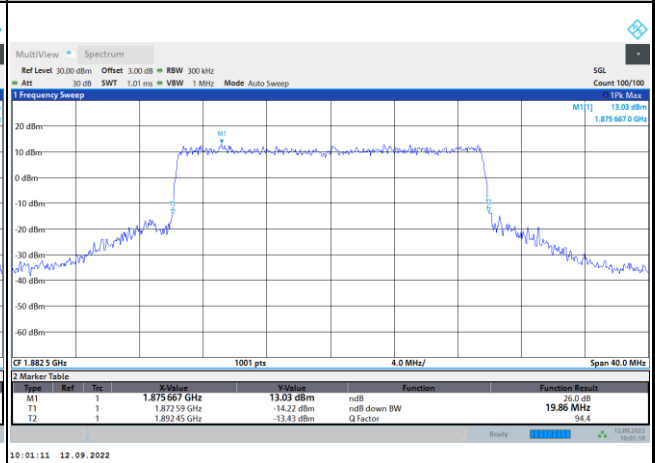 MultiView Spectrum
Ref Level 30.00 dBm Offset 3.00 dB RBW 300 kHz SGL
Att 30 dB SWT 1.01 ms VBW 1 MHz Mode Auto Sweep Count 100/100
1 Frequency Sweep 1Pk Max
M1[1] 13.03 dBm
1.875 667 0 GHz
M1
20 dBm
10 dBm
0 dBm
-10 dBm
-20 dBm
-30 dBm
-40 dBm
-50 dBm
-60 dBm
CF 1.882 5 GHz 1001 pts 4.0 MHz/ Span 40.0 MHz
2 Marker Table
Type Ref Trc X-Value Y-Value Function Function Result
M1 1 1.875 667 GHz 13.03 dBm ndB 26.0 dB
T1 1 1.872 59 GHz -14.22 dBm ndB down BW 19.86 MHz
T2 1 1.892 45 GHz -13.43 dBm Q Factor 94.4
Ready 12.09.2022
10:01:10
10:01:11 12.09.2022